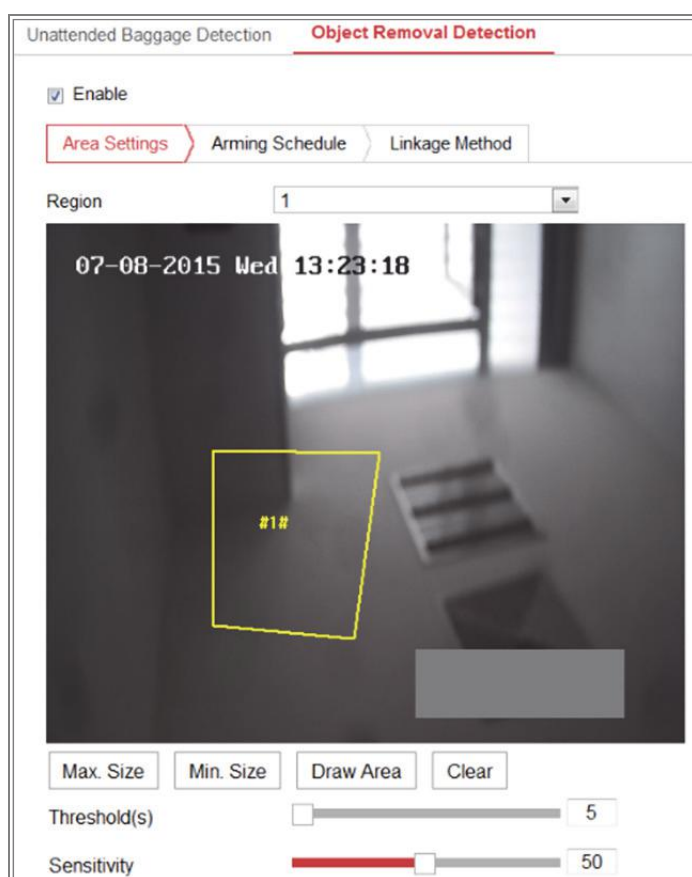 Unattended Baggage Detection Object Removal Detection
Enable
Area Settings Arming Schedule Linkage Method
Region 1
07-08-2015 Wed 13:23:18
#1#
Max. Size Min. Size Draw Area Clear
Threshold(s) 5
Sensitivity 50